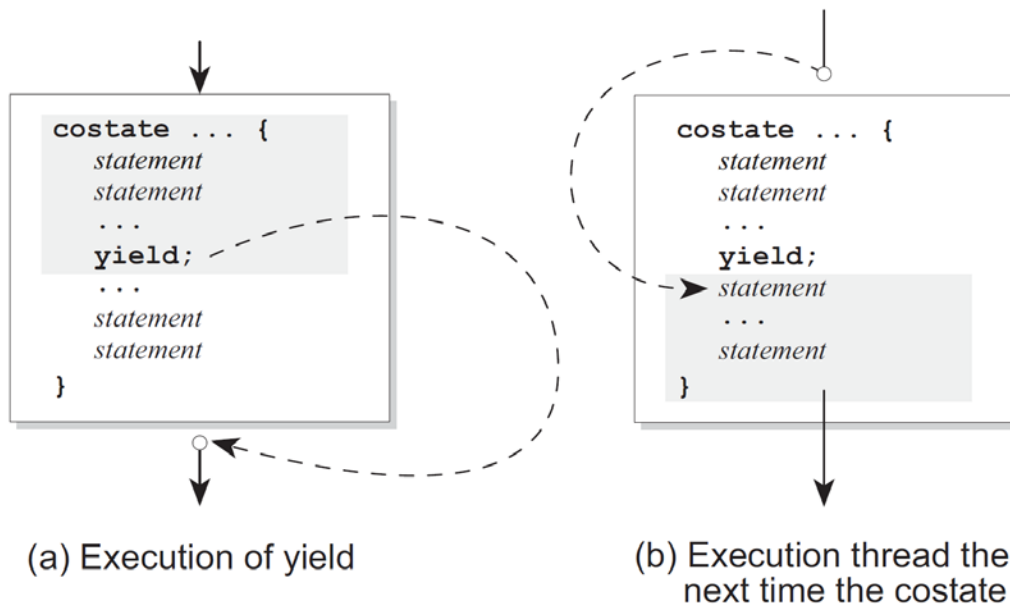 costate ... {
statement
statement
...
yield;
...
statement
statement
}
(a) Execution of yield
costate ... {
statement
statement
...
yield;
statement
...
statement
}
(b) Execution thread the
next time the costate